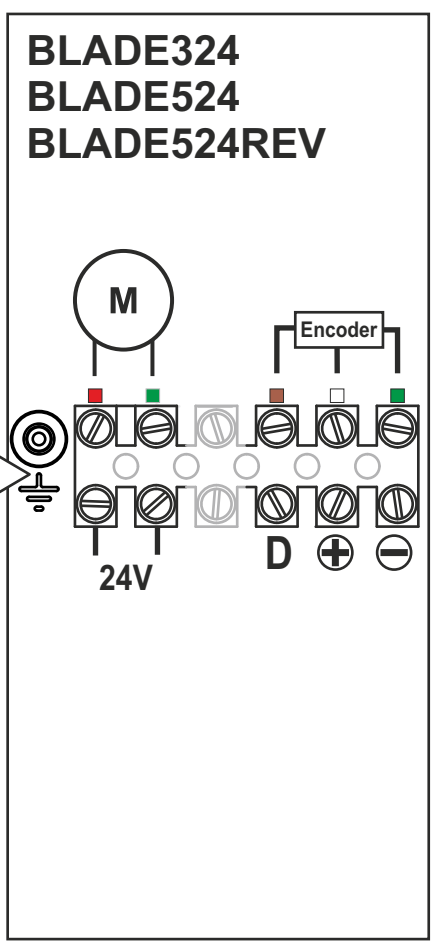 BLADE324
BLADE524
BLADE524REV
M
Encoder
D + −
24V